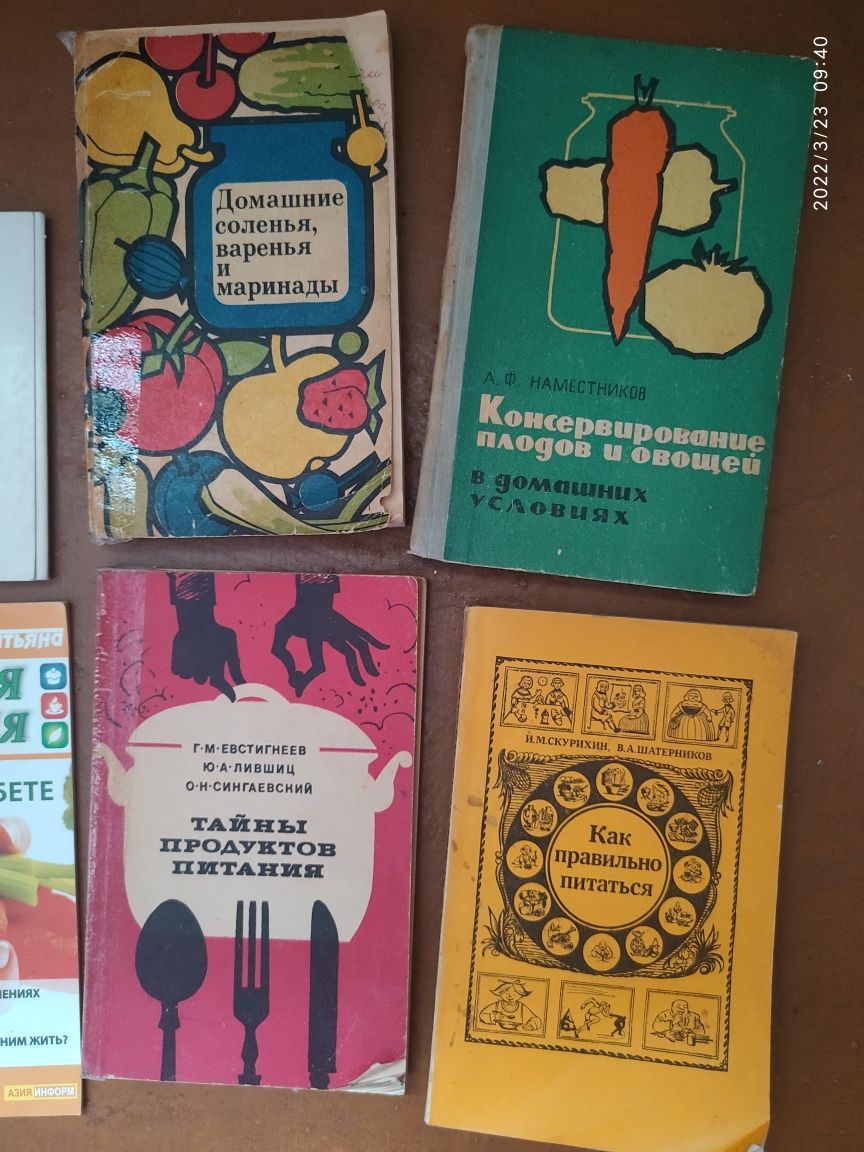 2022/3/23 09:40
Домашние
соленья,
варенья
и
маринады
А. Ф. НАМЕСТНИКОВ
Консервирование
плодов и овощей
в домашних
условиях
Г·М·ЕВСТИГНЕЕВ
Ю·А·ЛИВШИЦ
О·Н·СИНГАЕВСКИЙ
ТАЙНЫ
ПРОДУКТОВ
ПИТАНИЯ
И.М.СКУРИХИН, В.А.ШАТЕРНИКОВ
Как
правильно
питаться
НИМ ЖИТЬ?
АЗИЯ ИНФОРМ